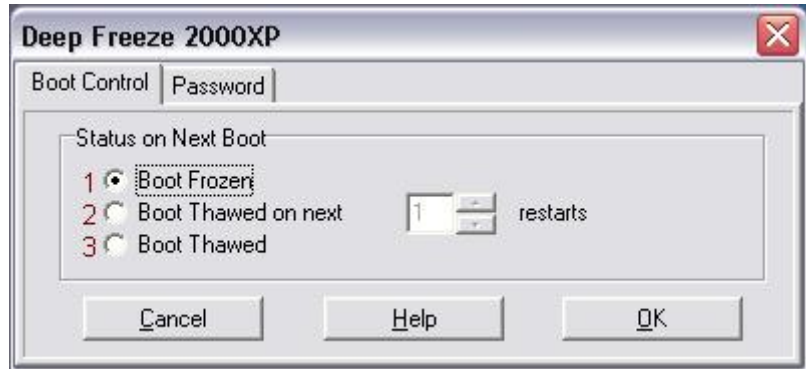 Deep Freeze 2000XP
Boot Control Password
Status on Next Boot
1 Boot Frozen
2 Boot Thawed on next 1 restarts
3 Boot Thawed
Cancel Help OK